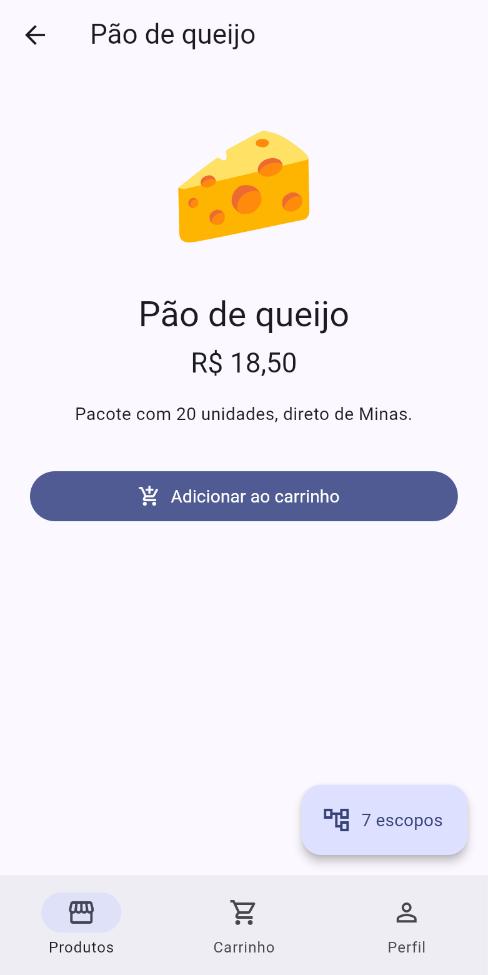 Pão de queijo
Pão de queijo
R$ 18,50
Pacote com 20 unidades, direto de Minas.
Adicionar ao carrinho
7 escopos
Produtos
Carrinho
Perfil